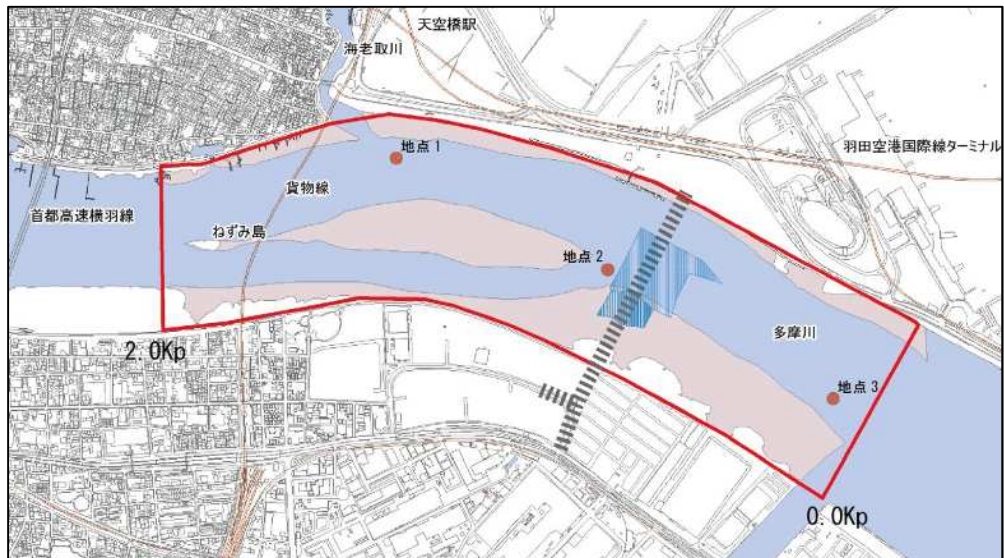 天空橋駅
海老取川
羽田空港国際線ターミナル
地点 1
貨物線
首都高速横羽線
ねずみ島
地点 2
多摩川
2.0Kp
地点 3
0.0Kp